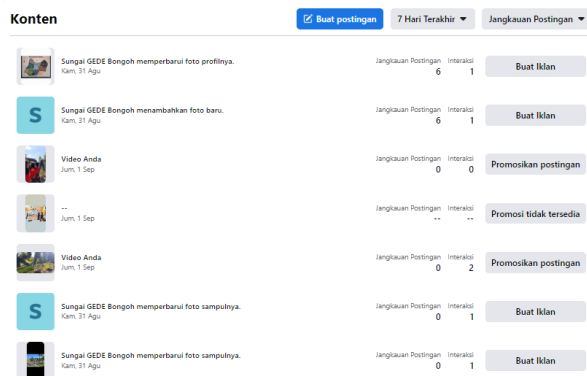 Konten
Buat postingan
7 Hari Terakhir
Jangkauan Postingan
Sungai GEDE Bongoh memperbarui foto profilnya.
Kam, 31 Agu
Jangkauan Postingan Interaksi
6 1
Buat Iklan
S
Sungai GEDE Bongoh menambahkan foto baru.
Kam, 31 Agu
Jangkauan Postingan Interaksi
6 1
Buat Iklan
Video Anda
Jum, 1 Sep
Jangkauan Postingan Interaksi
0 0
Promosikan postingan
--
Jum, 1 Sep
Jangkauan Postingan Interaksi
-- --
Promosi tidak tersedia
Video Anda
Jum, 1 Sep
Jangkauan Postingan Interaksi
0 2
Promosikan postingan
S
Sungai GEDE Bongoh memperbarui foto sampulnya.
Kam, 31 Agu
Jangkauan Postingan Interaksi
0 1
Buat Iklan
Sungai GEDE Bongoh memperbarui foto sampulnya.
Kam, 31 Agu
Jangkauan Postingan Interaksi
0 1
Buat Iklan